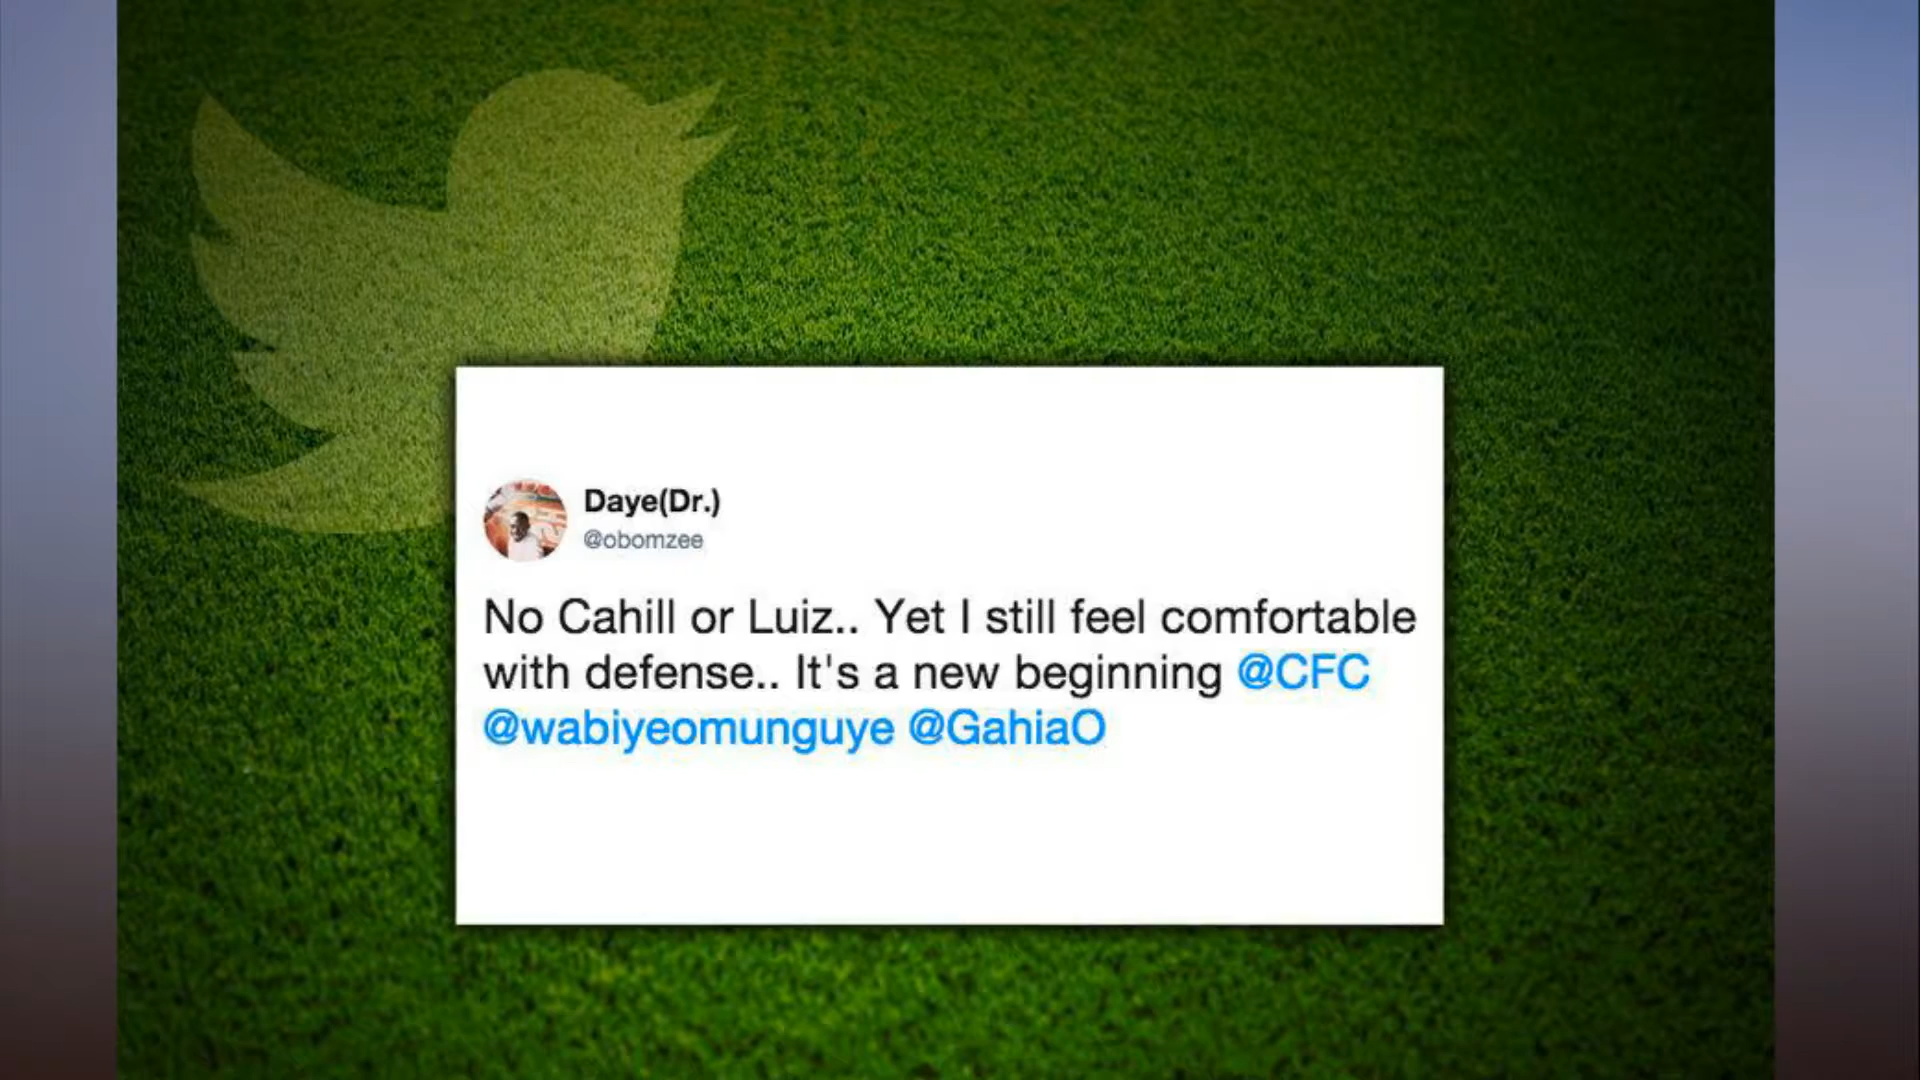 Daye(Dr.)
@obomzee
No Cahill or Luiz.. Yet I still feel comfortable
with defense.. It's a new beginning @CFC
@wabiyeomunguye @GahiaO